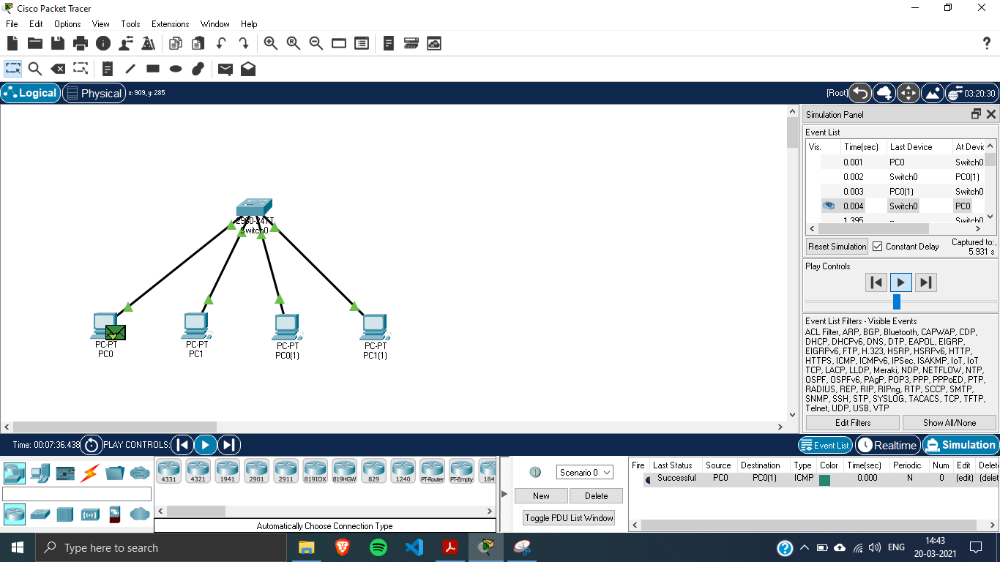 Cisco Packet Tracer
File Edit Options View Tools Extensions Window Help
Logical Physical x: 909, y: 285 [Root] 03:20:30
Simulation Panel
Event List
Vis. Time(sec) Last Device At Devic
0.001 PC0 Switch0
0.002 Switch0 PC0(1)
0.003 PC0(1) Switch0
0.004 Switch0 PC0
1.395 -- Switch0
Reset Simulation Constant Delay Captured to:
5.931 s
Play Controls
2960-24TT
Switch0
PC-PT
PC0
PC-PT
PC1
PC-PT
PC0(1)
PC-PT
PC1(1)
Event List Filters - Visible Events
ACL Filter, ARP, BGP, Bluetooth, CAPWAP, CDP,
DHCP, DHCPv6, DNS, DTP, EAPOL, EIGRP,
EIGRPv6, FTP, H.323, HSRP, HSRPv6, HTTP,
HTTPS, ICMP, ICMPv6, IPSec, ISAKMP, IoT, IoT
TCP, LACP, LLDP, Meraki, NDP, NETFLOW, NTP,
OSPF, OSPFv6, PAgP, POP3, PPP, PPPoED, PTP,
RADIUS, REP, RIP, RIPng, RTP, SCCP, SMTP,
SNMP, SSH, STP, SYSLOG, TACACS, TCP, TFTP,
Telnet, UDP, USB, VTP
Edit Filters Show All/None
Time: 00:07:36.438 PLAY CONTROLS: Event List Realtime Simulation
4331 4321 1941 2901 2911 819IOX 819HGW 829 1240 PT-Router PT-Empty 184
Automatically Choose Connection Type
Scenario 0
New Delete
Toggle PDU List Window
Fire Last Status Source Destination Type Color Time(sec) Periodic Num Edit Delete
Successful PC0 PC0(1) ICMP 0.000 N 0 (edit) (delet
Type here to search
ENG 14:43
20-03-2021